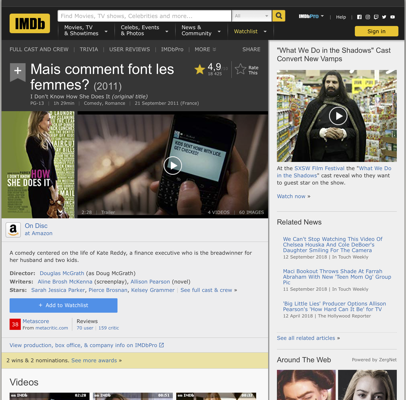 IMDb
Find Movies, TV shows, Celebrities and more...
All
Movies, TV & Showtimes
Celebs, Events & Photos
News & Community
Watchlist
IMDbPro
Help
Sign in
FULL CAST AND CREW | TRIVIA | USER REVIEWS | IMDbPro | MORE
SHARE
Mais comment font les femmes? (2011)
I Don't Know How She Does It (original title)
PG-13 | 1h 29min | Comedy, Romance | 21 September 2011 (France)
4,9
Rate This
HOW
SHE DOES IT
2:28 | Trailer
4 VIDEOS
60 IMAGES
On Disc
at Amazon
A comedy centered on the life of Kate Reddy, a finance executive who is the breadwinner for her husband and two kids.
Director: Douglas McGrath (as Doug McGrath)
Writers: Aline Brosh McKenna (screenplay), Allison Pearson (novel)
Stars: Sarah Jessica Parker, Pierce Brosnan, Kelsey Grammer | See full cast & crew »
+ Add to Watchlist
38
Metascore
From metacritic.com
Reviews
70 user | 159 critic
View production, box office, & company info on IMDbPro
2 wins & 2 nominations. See more awards »
Videos
"What We Do in the Shadows" Cast Convert New Vamps
At the SXSW Film Festival the "What We Do in the Shadows" cast reveal who they want to guest star on the show.
Watch now »
Related News
We Can't Stop Watching This Video Of Chelsea Houska And Cole DeBoer's Daughter Smiling For The Camera
12 September 2018 | In Touch Weekly
Maci Bookout Throws Shade At Farrah Abraham With New 'Teen Mom Og' Group Pic
11 September 2018 | In Touch Weekly
'Big Little Lies' Producer Options Allison Pearson's 'How Hard Can It Be' for TV
12 April 2018 | The Hollywood Reporter
See all related articles »
Around The Web
Powered by ZergNet